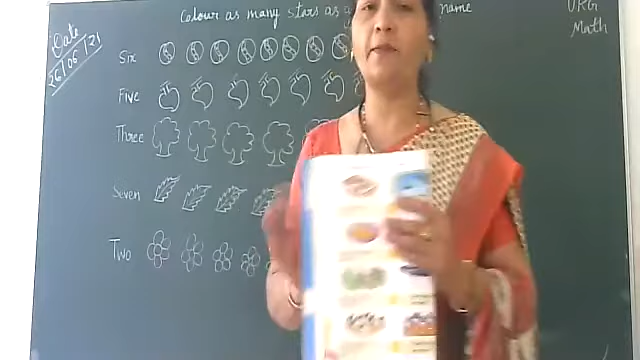 Colour as many stars as
name
UKG
Math
Date
26/06/21
Six
Five
Three
Seven
Two